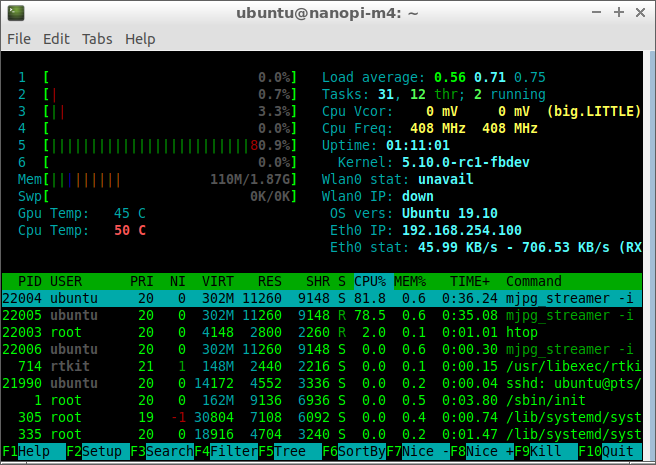 ubuntu@nanopi-m4: ~
File Edit Tabs Help
1 [ 0.0%] Load average: 0.56 0.71 0.75
2 [| 0.7%] Tasks: 31, 12 thr; 2 running
3 [|| 3.3%] Cpu Vcor: 0 mV 0 mV (big.LITTLE)
4 [ 0.0%] Cpu Freq: 408 MHz 408 MHz
5 [|||||||||||||||||||||||||80.9%] Uptime: 01:11:01
6 [ 0.0%] Kernel: 5.10.0-rc1-fbdev
Mem[||||||||| 110M/1.87G] Wlan0 stat: unavail
Swp[ 0K/0K] Wlan0 IP: down
Gpu Temp: 45 C OS vers: Ubuntu 19.10
Cpu Temp: 50 C Eth0 IP: 192.168.254.100
Eth0 stat: 45.99 KB/s - 706.53 KB/s (RX
PID USER PRI NI VIRT RES SHR S CPU% MEM% TIME+ Command
22004 ubuntu 20 0 302M 11260 9148 S 81.8 0.6 0:36.24 mjpg_streamer -i
22005 ubuntu 20 0 302M 11260 9148 R 78.5 0.6 0:35.08 mjpg_streamer -i
22003 root 20 0 4148 2800 2260 R 2.0 0.1 0:01.01 htop
22006 ubuntu 20 0 302M 11260 9148 S 0.0 0.6 0:00.30 mjpg_streamer -i
714 rtkit 21 1 148M 2440 2216 S 0.0 0.1 0:00.15 /usr/libexec/rtki
21990 ubuntu 20 0 14172 4552 3336 S 0.0 0.2 0:00.04 sshd: ubuntu@pts/
1 root 20 0 162M 9136 6936 S 0.0 0.5 0:03.80 /sbin/init
305 root 19 -1 30804 7108 6092 S 0.0 0.4 0:00.74 /lib/systemd/syst
335 root 20 0 18916 4704 3240 S 0.0 0.2 0:01.47 /lib/systemd/syst
F1Help F2Setup F3SearchF4FilterF5Tree F6SortByF7Nice -F8Nice +F9Kill F10Quit